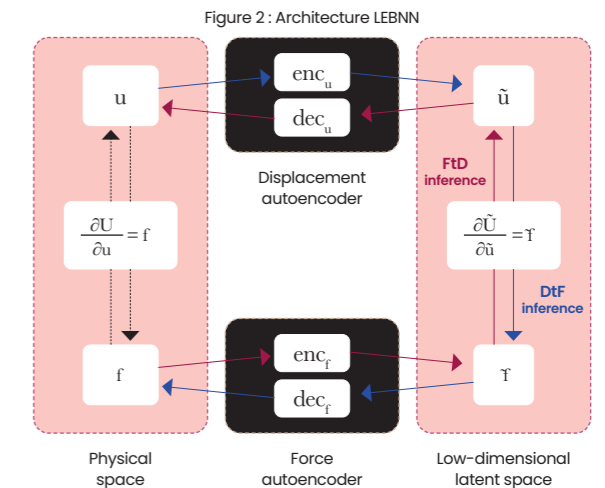 Figure 2 : Architecture LEBNN
u
enc_u
dec_u
ũ
Displacement
autoencoder
FtD
inference
∂U/∂u = f
∂Ũ/∂ũ = f̃
DtF
inference
f
enc_f
dec_f
f̃
Physical
space
Force
autoencoder
Low-dimensional
latent space